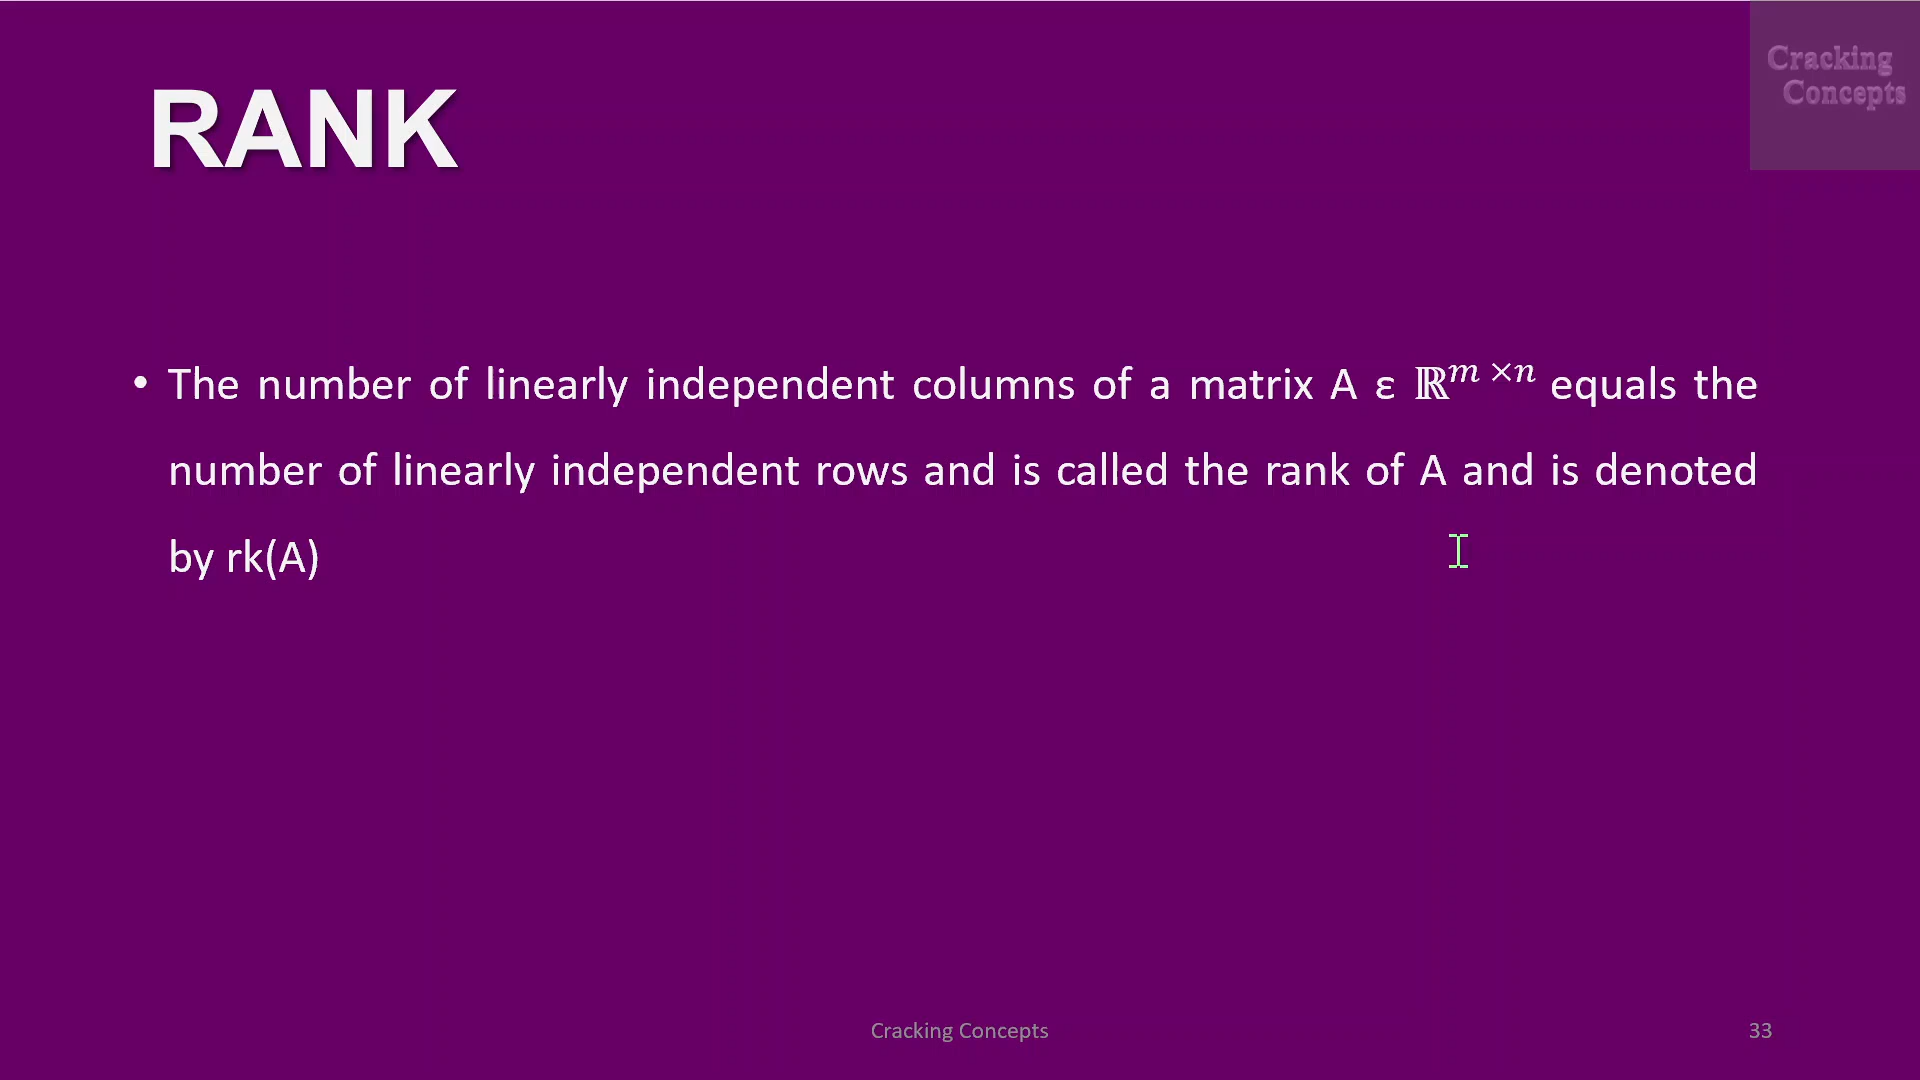 Cracking
Concepts
RANK
• The number of linearly independent columns of a matrix A ε ℝ^{m ×n} equals the
number of linearly independent rows and is called the rank of A and is denoted
by rk(A)
Cracking Concepts
33